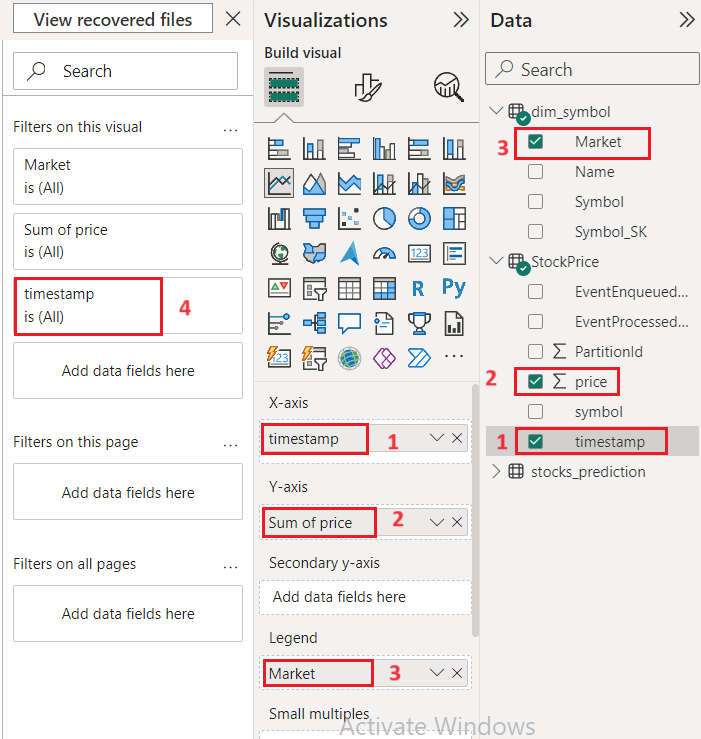 View recovered files
Search
Filters on this visual
...
Market
is (All)
Sum of price
is (All)
timestamp
is (All)
4
Add data fields here
Filters on this page
...
Add data fields here
Filters on all pages
...
Add data fields here
Visualizations
Build visual
123
R
Py
123
...
X-axis
timestamp
1
Y-axis
Sum of price
2
Secondary y-axis
Add data fields here
Legend
Market
3
Small multiples
Data
Search
dim_symbol
3
Market
Name
Symbol
Symbol_SK
StockPrice
EventEnqueued...
EventProcessed...
Σ PartitionId
2
Σ price
symbol
1
timestamp
stocks_prediction
Activate Windows